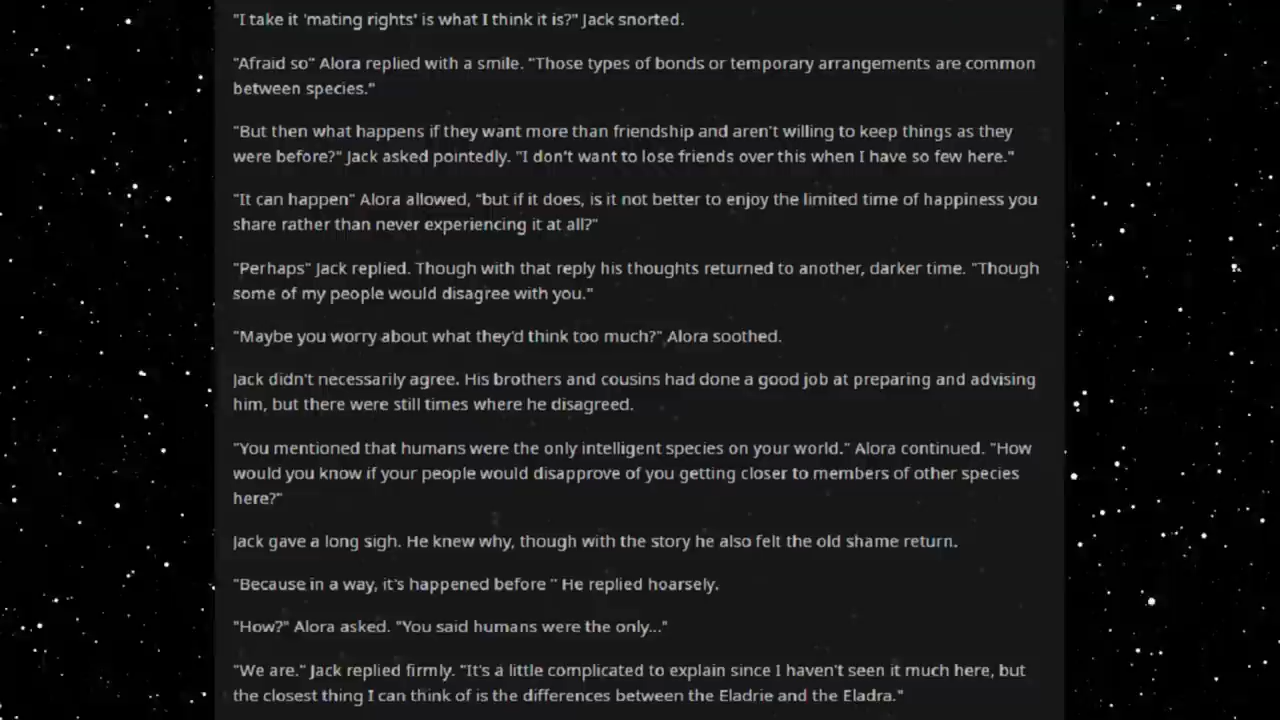 "I take it 'mating rights' is what I think it is?" Jack snorted.
"Afraid so" Alora replied with a smile. "Those types of bonds or temporary arrangements are common
between species."
"But then what happens if they want more than friendship and aren't willing to keep things as they
were before?" Jack asked pointedly. "I don't want to lose friends over this when I have so few here."
"It can happen" Alora allowed, "but if it does, is it not better to enjoy the limited time of happiness you
share rather than never experiencing it at all?"
"Perhaps" Jack replied. Though with that reply his thoughts returned to another, darker time. "Though
some of my people would disagree with you."
"Maybe you worry about what they'd think too much?" Alora soothed.
Jack didn't necessarily agree. His brothers and cousins had done a good job at preparing and advising
him, but there were still times where he disagreed.
"You mentioned that humans were the only intelligent species on your world." Alora continued. "How
would you know if your people would disapprove of you getting closer to members of other species
here?"
Jack gave a long sigh. He knew why, though with the story he also felt the old shame return.
"Because in a way, it's happened before " He replied hoarsely.
"How?" Alora asked. "You said humans were the only..."
"We are." Jack replied firmly. "It's a little complicated to explain since I haven't seen it much here, but
the closest thing I can think of is the differences between the Eladrie and the Eladra."